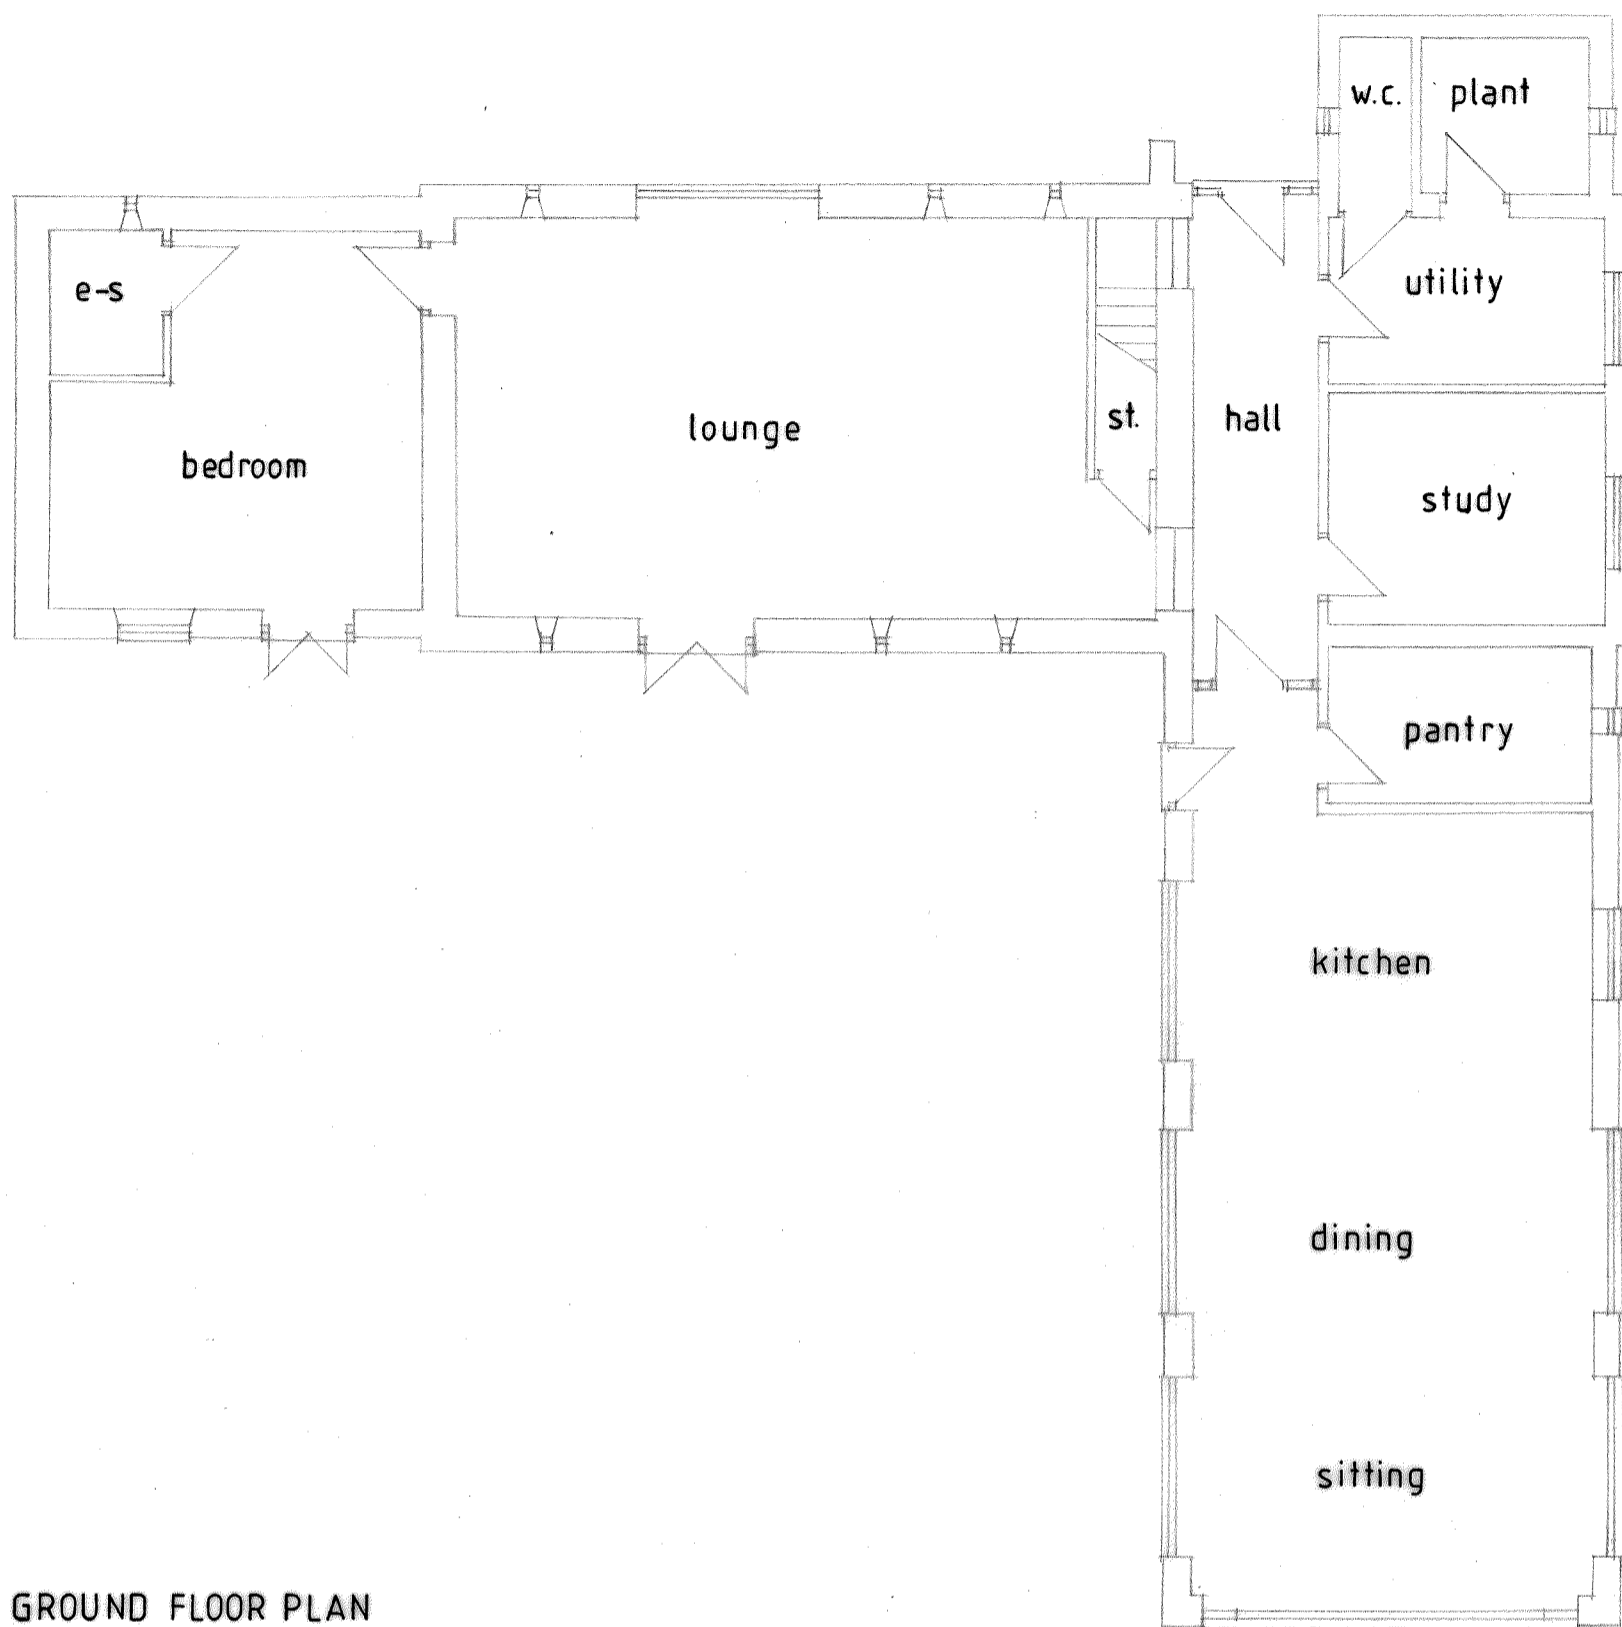 w.c.
plant
e-s
utility
lounge
st.
hall
bedroom
study
pantry
kitchen
dining
sitting
GROUND FLOOR PLAN